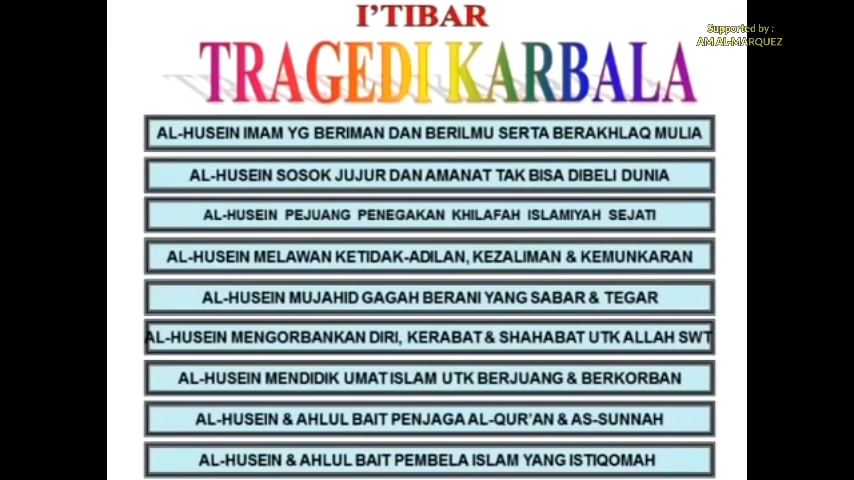 I'TIBAR
Supported by :
AM AL-MARQUEZ
TRAGEDI KARBALA
AL-HUSEIN IMAM YG BERIMAN DAN BERILMU SERTA BERAKHLAQ MULIA
AL-HUSEIN SOSOK JUJUR DAN AMANAT TAK BISA DIBELI DUNIA
AL-HUSEIN PEJUANG PENEGAKAN KHILAFAH ISLAMIYAH SEJATI
AL-HUSEIN MELAWAN KETIDAK-ADILAN, KEZALIMAN & KEMUNKARAN
AL-HUSEIN MUJAHID GAGAH BERANI YANG SABAR & TEGAR
AL-HUSEIN MENGORBANKAN DIRI, KERABAT & SHAHABAT UTK ALLAH SWT
AL-HUSEIN MENDIDIK UMAT ISLAM UTK BERJUANG & BERKORBAN
AL-HUSEIN & AHLUL BAIT PENJAGA AL-QUR'AN & AS-SUNNAH
AL-HUSEIN & AHLUL BAIT PEMBELA ISLAM YANG ISTIQOMAH